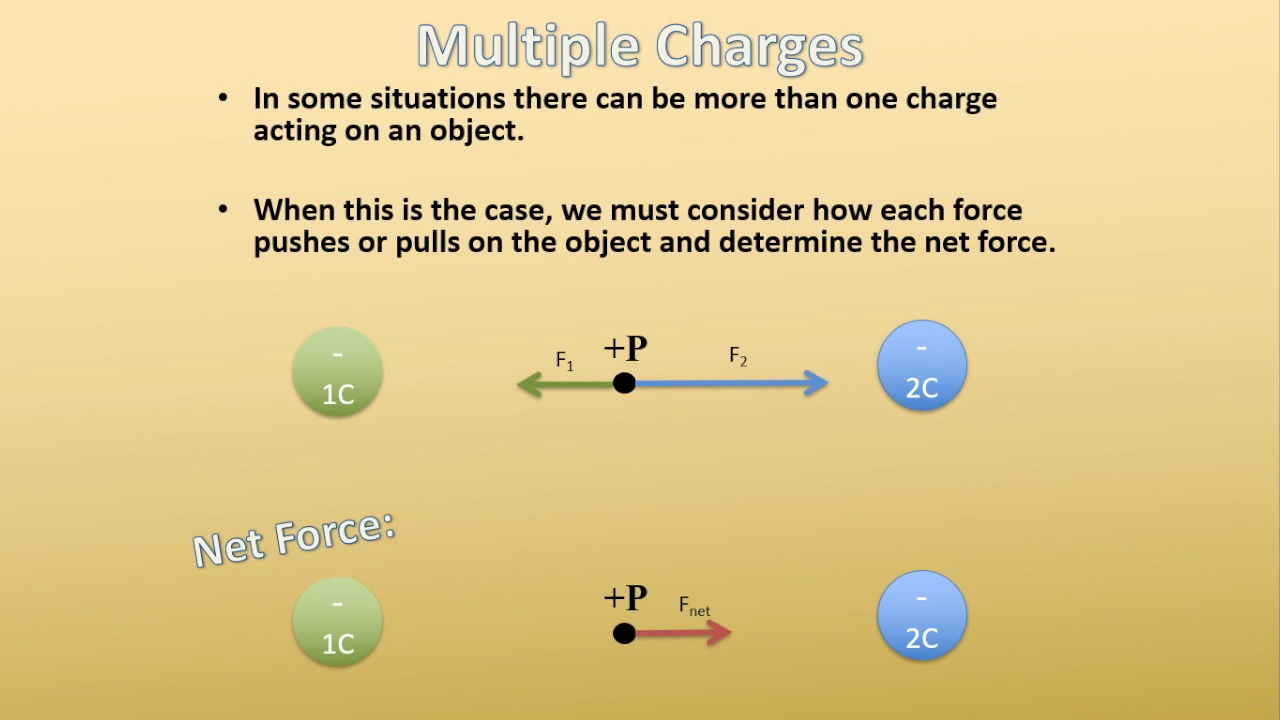 Multiple Charges
• In some situations there can be more than one charge
acting on an object.
• When this is the case, we must consider how each force
pushes or pulls on the object and determine the net force.
- +P -
F₁ F₂
1C 2C
Net Force:
- +P Fnet -
1C 2C